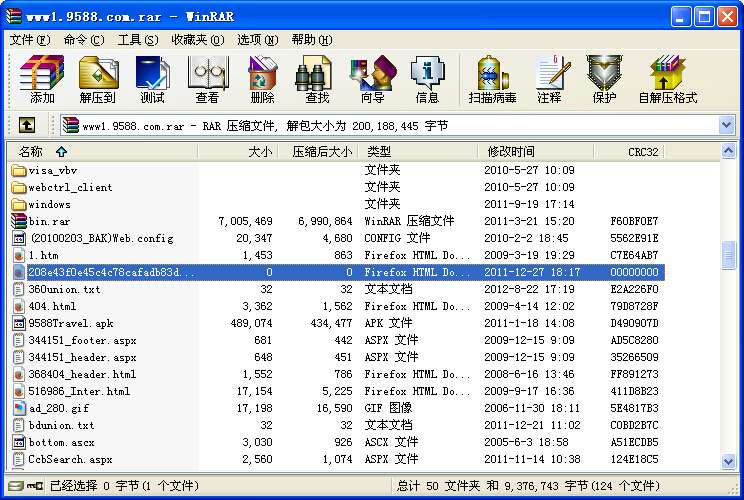 www1.9588.com.rar - WinRAR
文件(F) 命令(C) 工具(S) 收藏夹(O) 选项(N) 帮助(H)
添加 解压到 测试 查看 删除 查找 向导 信息 扫描病毒 注释 保护 自解压格式
www1.9588.com.rar - RAR 压缩文件, 解包大小为 200,188,445 字节
名称 大小 压缩后大小 类型 修改时间 CRC32
visa_vbv 文件夹 2010-5-27 10:09
webctrl_client 文件夹 2010-5-27 10:09
windows 文件夹 2011-9-19 17:14
bin.rar 7,005,469 6,990,864 WinRAR 压缩文件 2011-3-21 15:20 F60BF0E7
(20100203_BAK)Web.config 20,347 4,680 CONFIG 文件 2010-2-2 18:45 5562E91E
1.htm 1,453 863 Firefox HTML Do... 2009-3-19 19:29 C7E64AB7
208e43f0e45c4c78cafadb83d... 0 0 Firefox HTML Do... 2011-12-27 18:17 00000000
360union.txt 32 32 文本文档 2012-8-22 17:19 E2A226F0
404.html 3,362 1,562 Firefox HTML Do... 2009-4-14 12:02 79D8728F
9588Travel.apk 489,074 434,477 APK 文件 2011-1-18 14:08 D490907D
344151_footer.aspx 681 442 ASPX 文件 2009-12-15 9:09 AD5C8280
344151_header.aspx 648 451 ASPX 文件 2009-12-15 9:09 35266509
368404_header.html 1,552 786 Firefox HTML Do... 2008-6-16 13:46 FF891273
516986_Inter.html 17,154 5,225 Firefox HTML Do... 2009-9-17 16:36 411D8B23
ad_280.gif 17,198 16,590 GIF 图像 2006-11-30 18:11 5E4817B3
bdunion.txt 32 32 文本文档 2011-12-21 11:02 C0BD2B7C
bottom.ascx 3,030 926 ASCX 文件 2005-6-3 18:58 A51ECDB5
CcbSearch.aspx 2,560 1,074 ASPX 文件 2011-11-14 10:38 124E18C5
已经选择 0 字节(1 个文件) 总计 50 文件夹 和 9,376,743 字节(124 个文件)